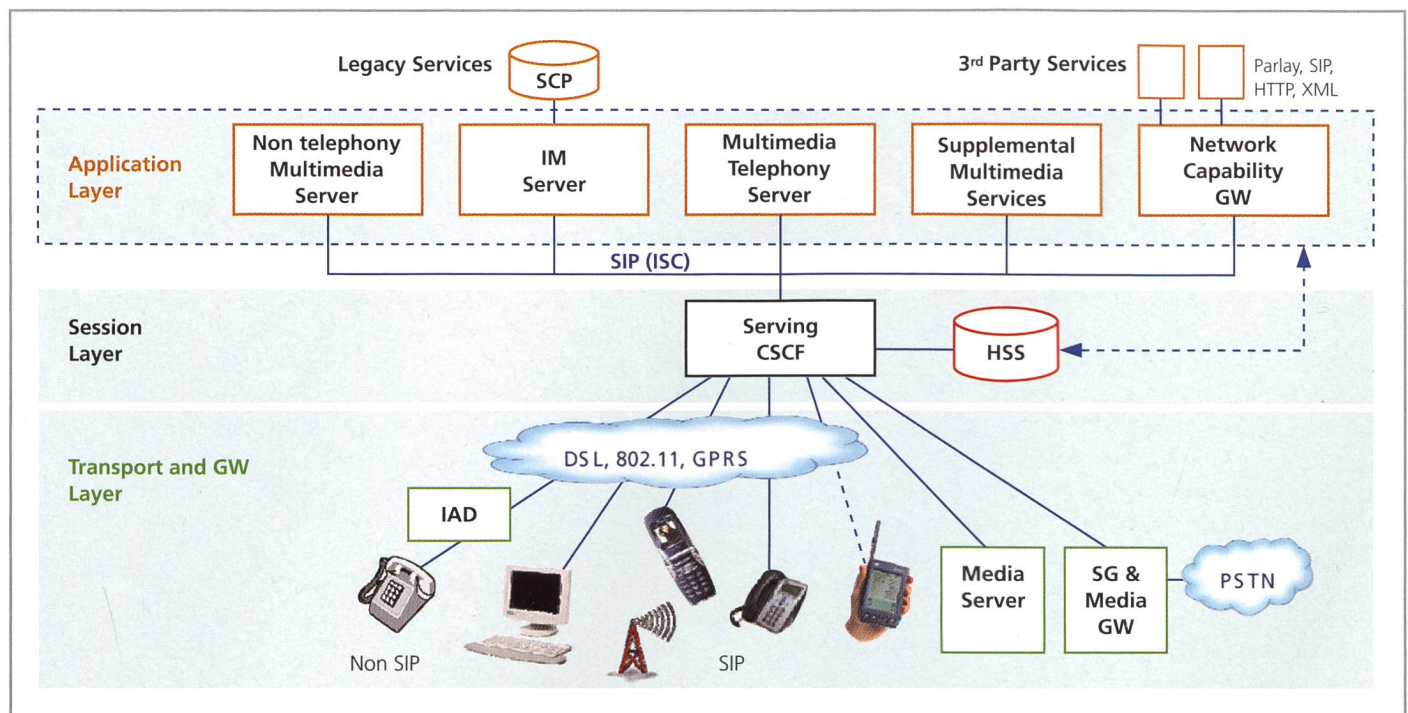 Legacy Services
SCP
3rd Party Services
Parlay, SIP,
HTTP, XML
Application
Layer
Non telephony
Multimedia
Server
IM
Server
Multimedia
Telephony
Server
Supplemental
Multimedia
Services
Network
Capability
GW
SIP (ISC)
Session
Layer
Serving
CSCF
HSS
Transport and GW
Layer
DSL, 802.11, GPRS
IAD
Media
Server
SG &
Media
GW
PSTN
Non SIP
SIP